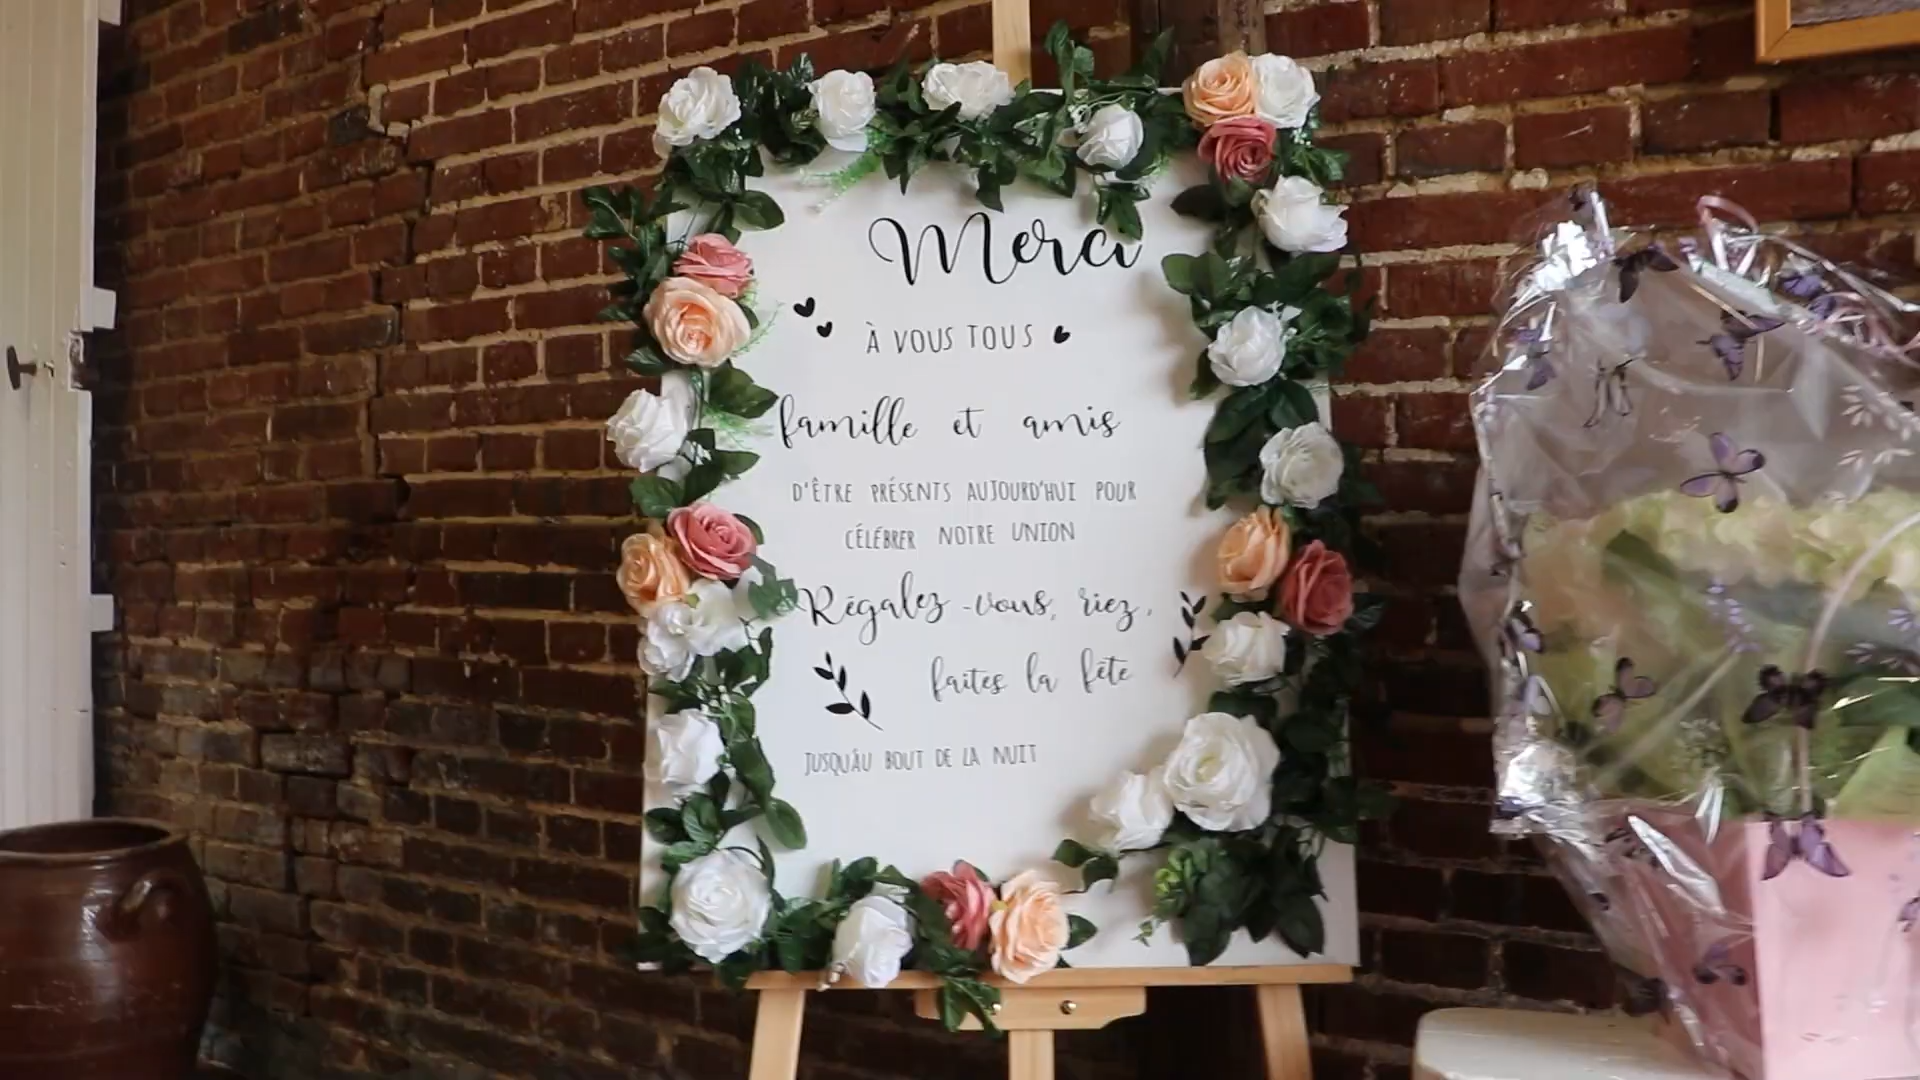 Merci
À VOUS TOUS
famille et amis
D'ÊTRE PRÉSENTS AUJOURD'HUI POUR
CÉLÉBRER NOTRE UNION
Régalez-vous, riez,
faites la fête
JUSQU'AU BOUT DE LA NUIT